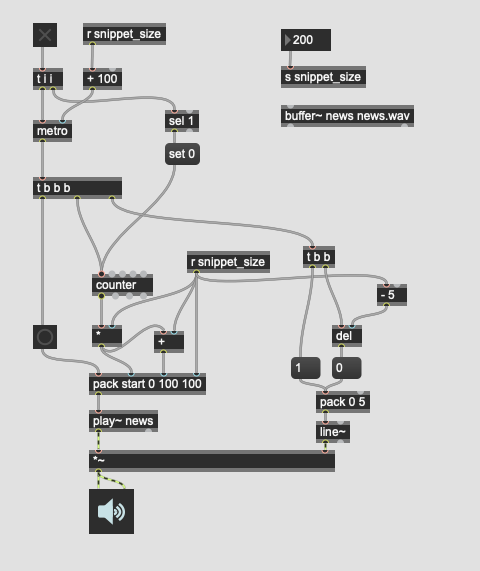 r snippet_size
200
t i i
+ 100
s snippet_size
sel 1
buffer~ news news.wav
metro
set 0
t b b b
r snippet_size
t b b
counter
- 5
*
+
del
1
0
pack start 0 100 100
pack 0 5
play~ news
line~
*~